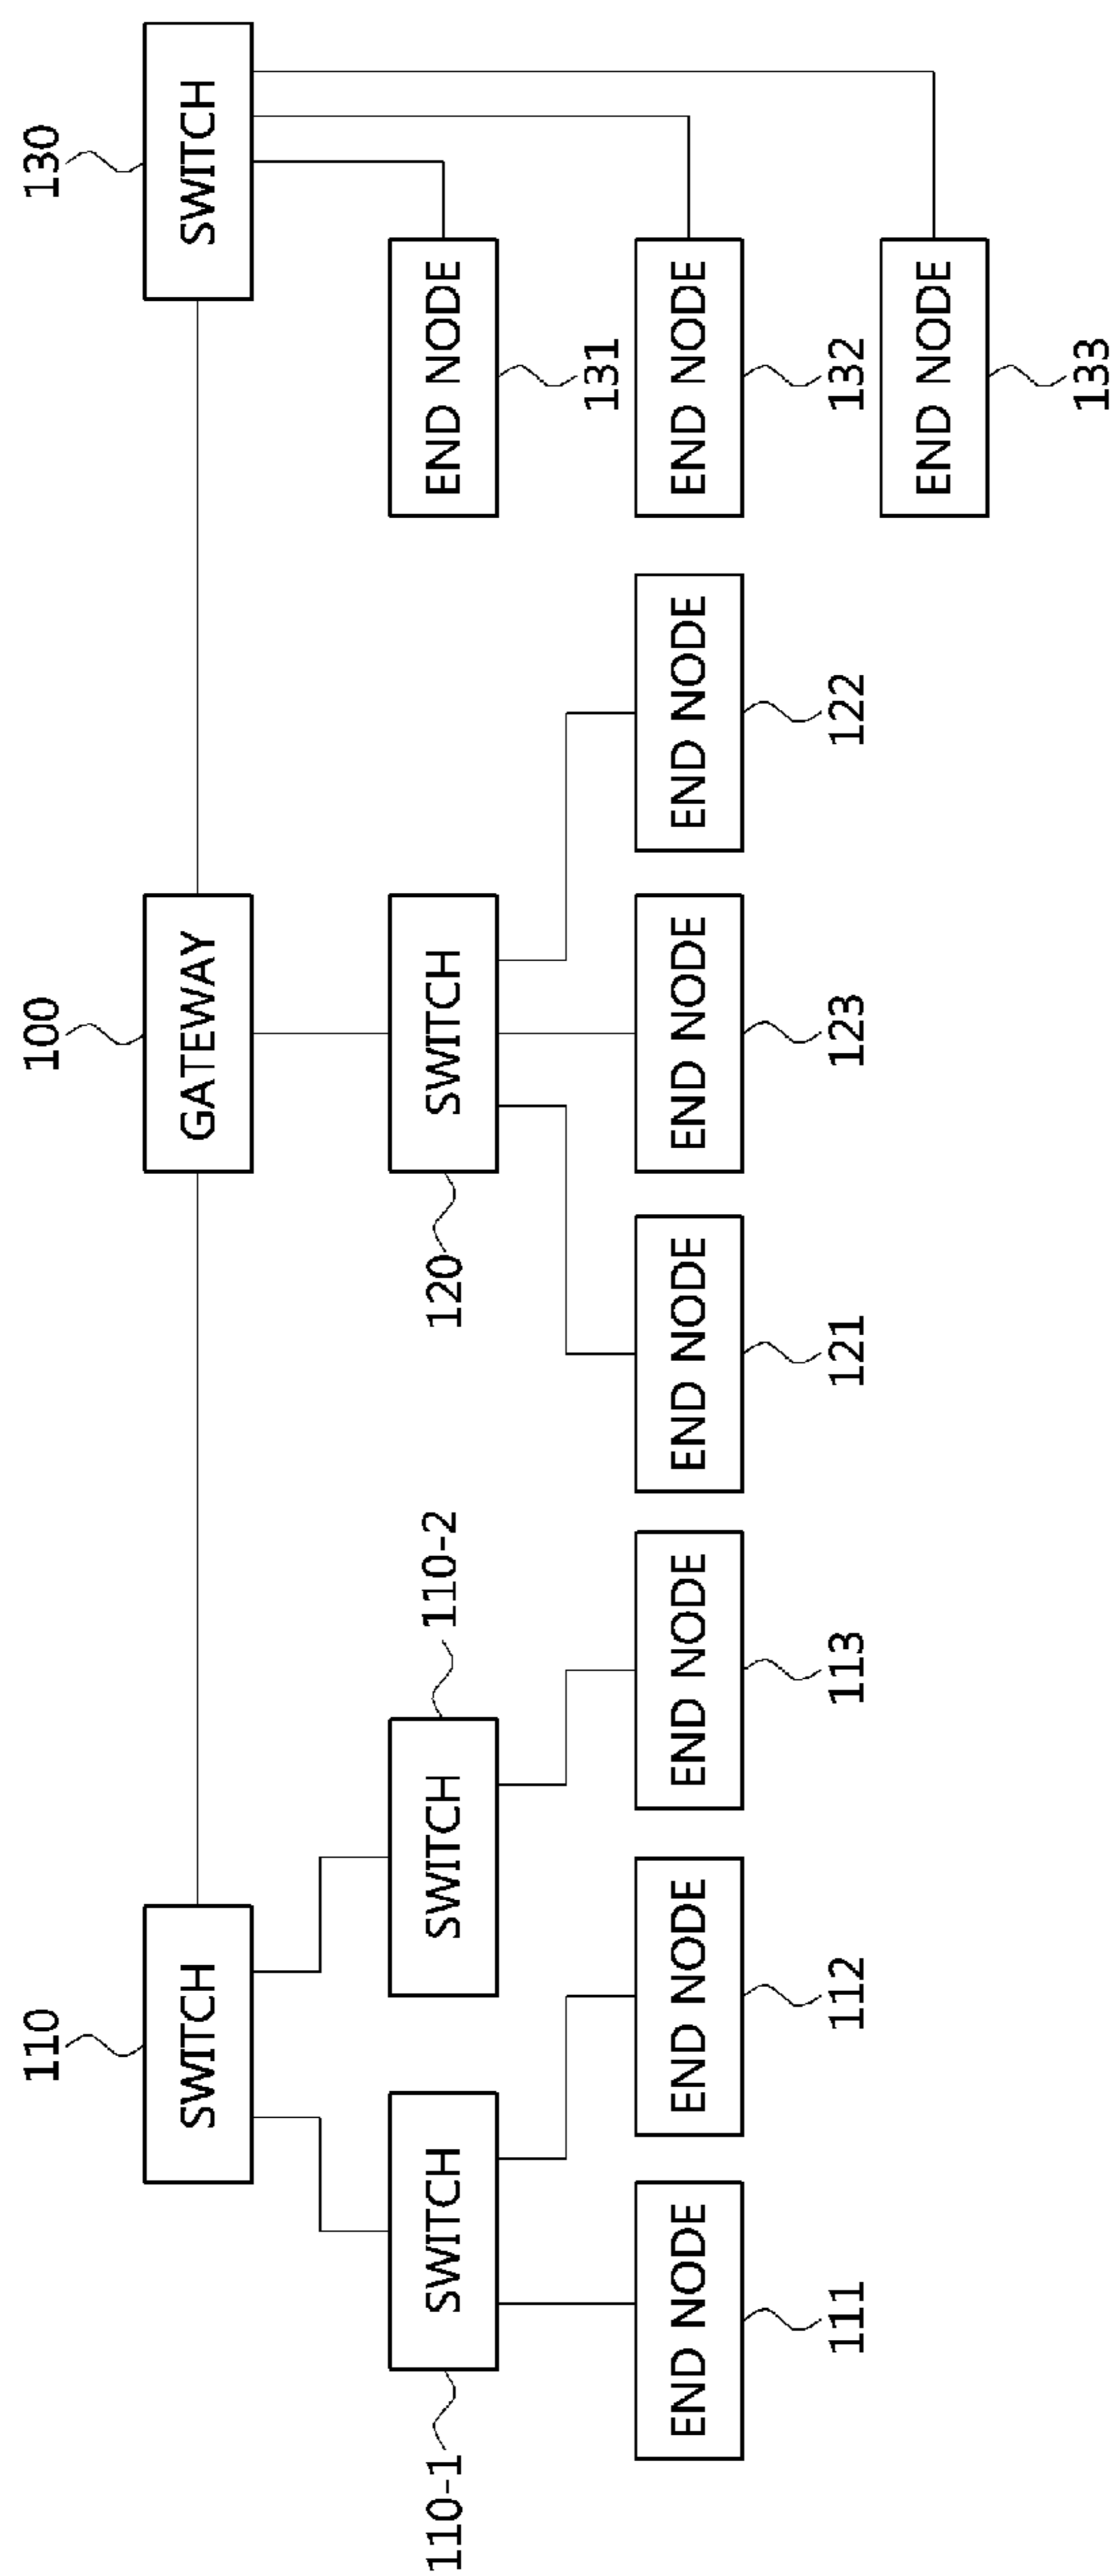 110
100
130
SWITCH
GATEWAY
SWITCH
110-1
SWITCH
SWITCH
110-2
120
SWITCH
END NODE
131
END NODE
END NODE
END NODE
END NODE
END NODE
END NODE
END NODE
111
112
113
121
123
122
132
END NODE
133